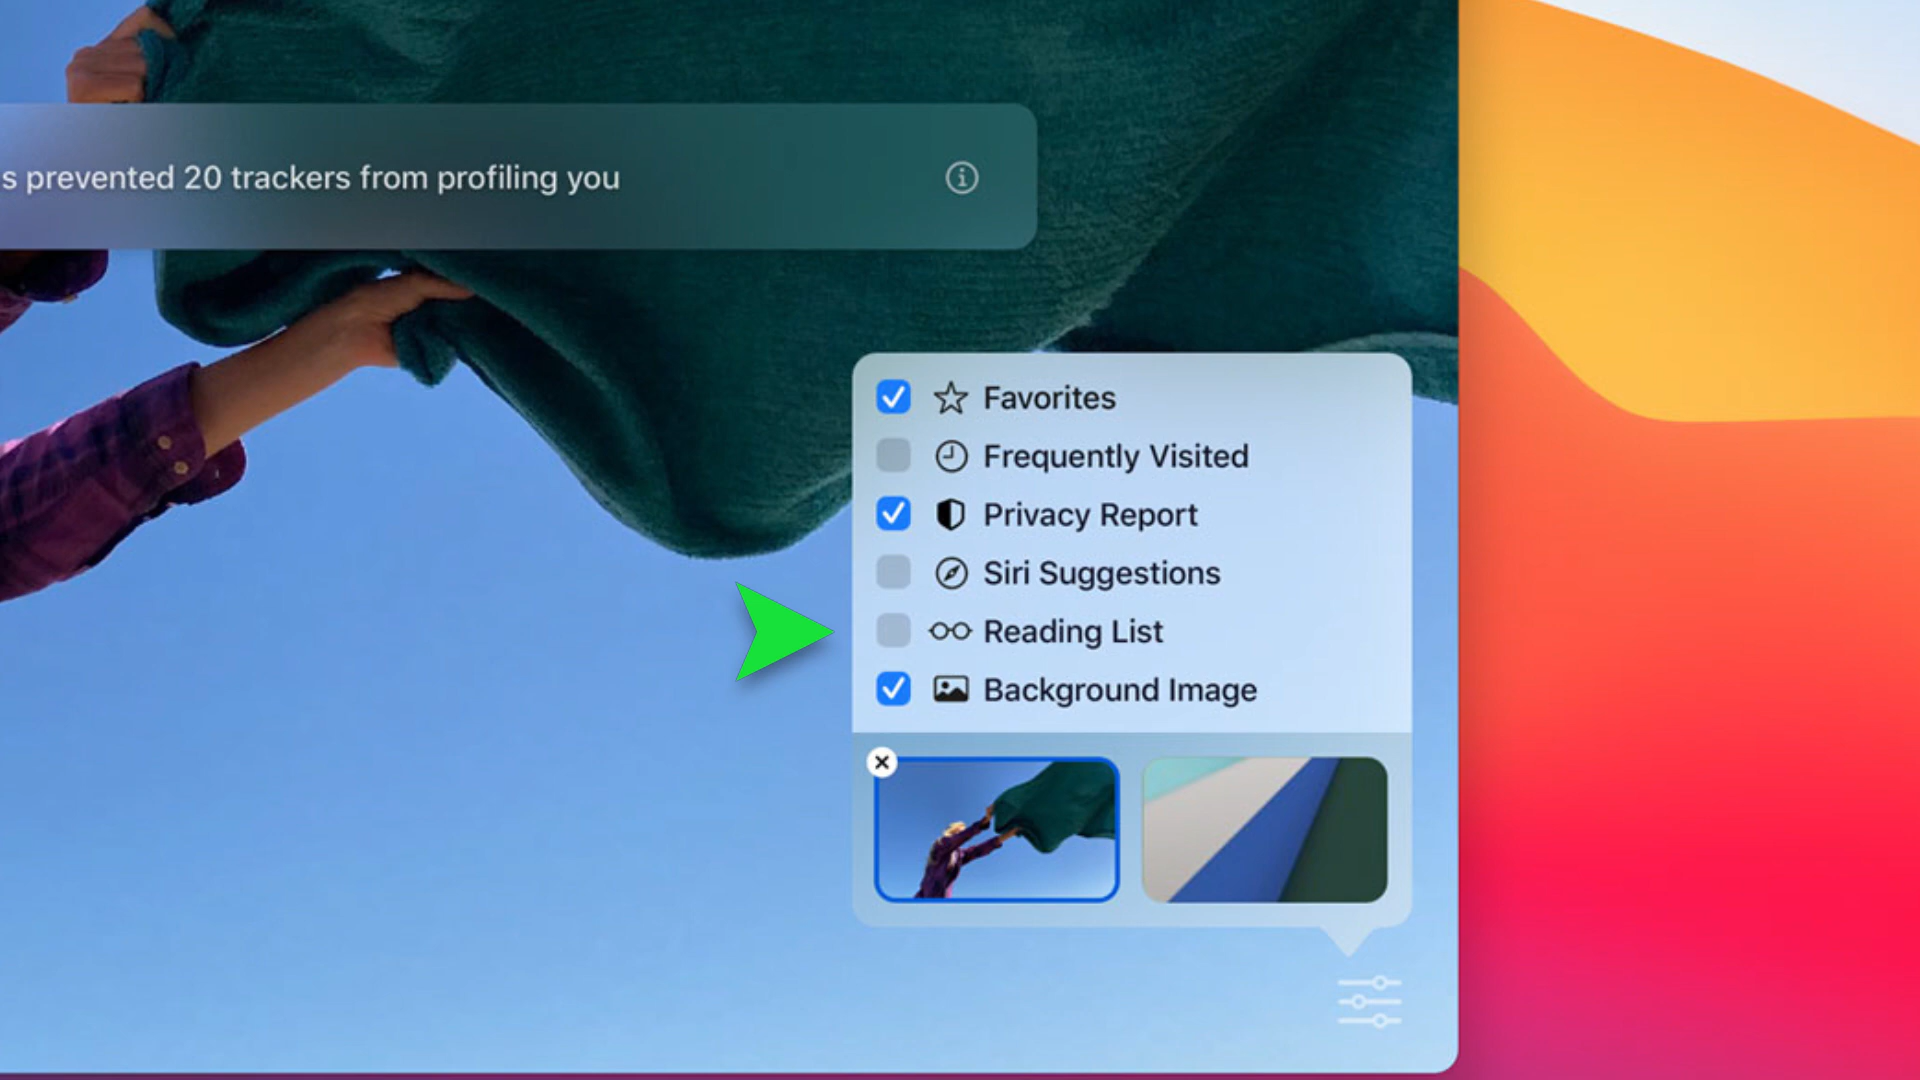 s prevented 20 trackers from profiling you
Favorites
Frequently Visited
Privacy Report
Siri Suggestions
Reading List
Background Image